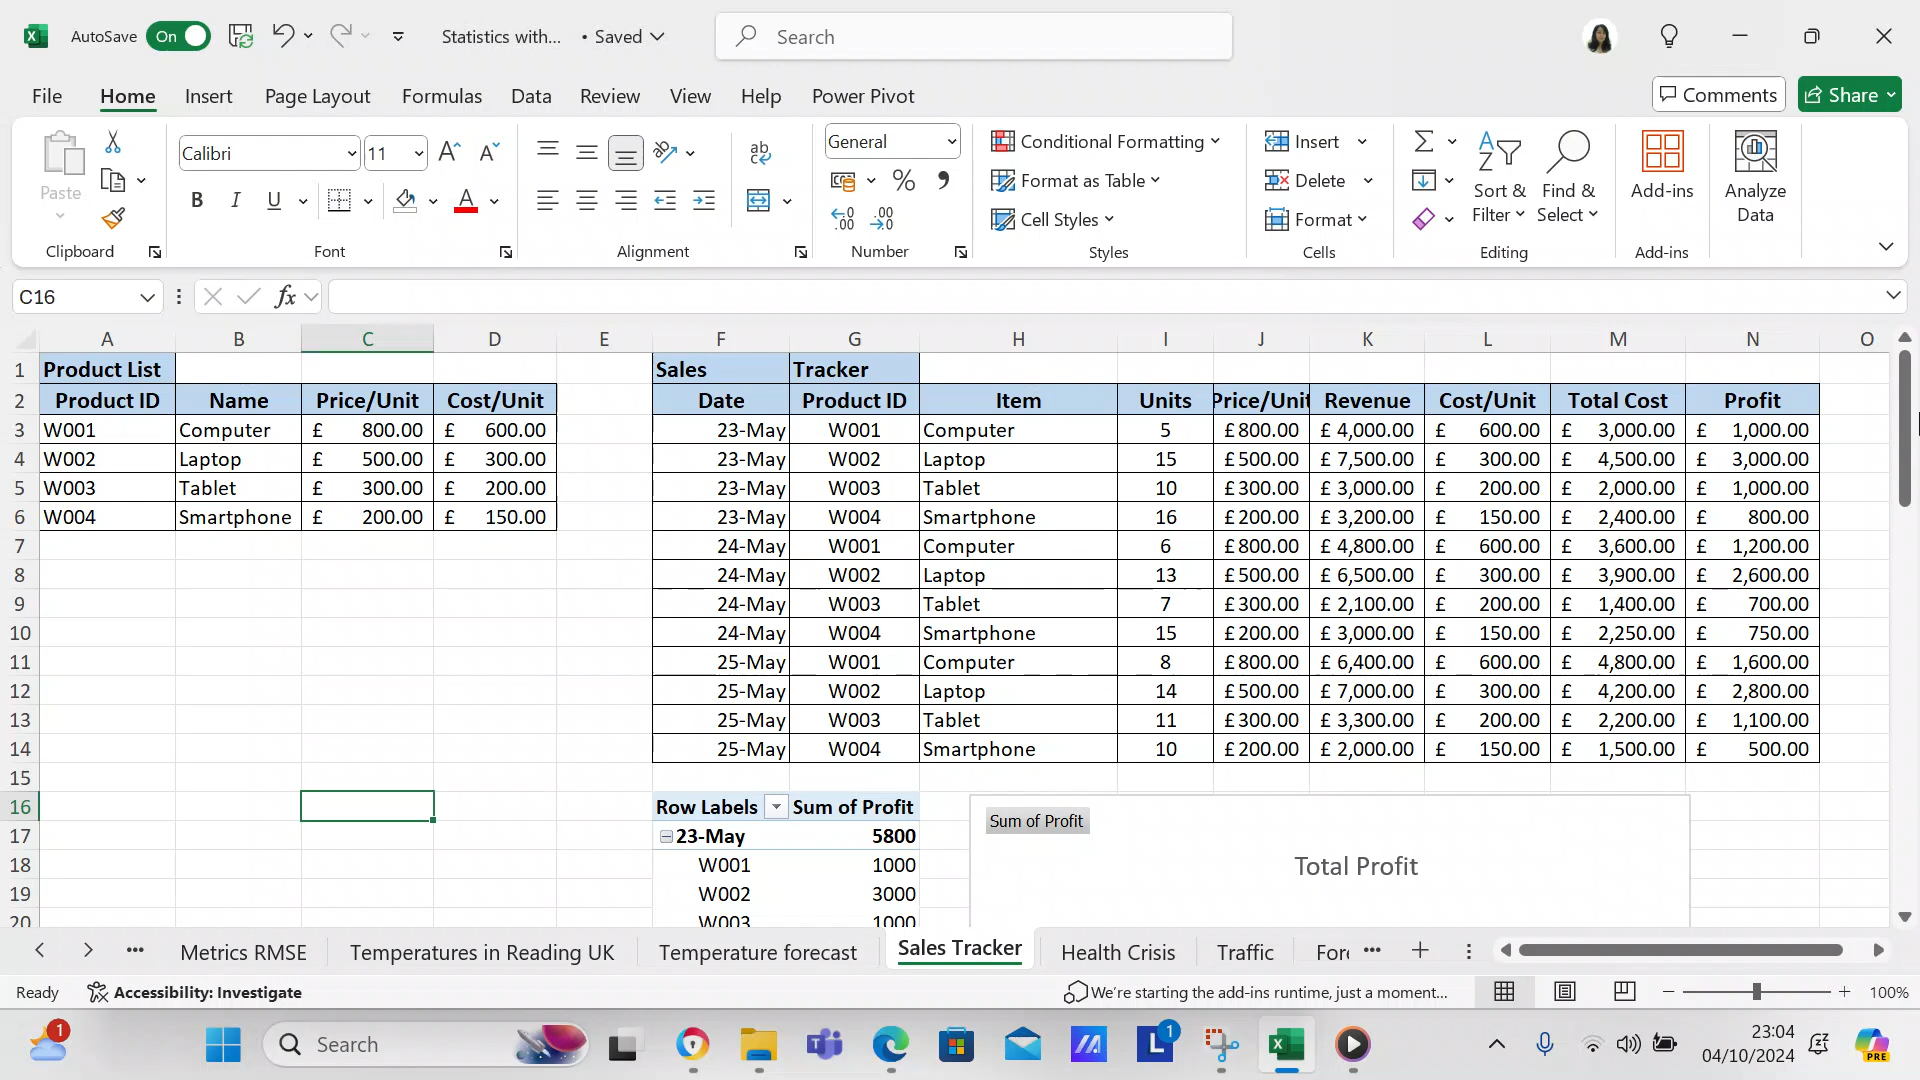 AutoSave On Statistics with... • Saved Search
File Home Insert Page Layout Formulas Data Review View Help Power Pivot Comments Share
Paste Calibri 11 General Conditional Formatting Insert
Format as Table Delete Sort & Filter Find & Select Add-ins Analyze Data
B I U A % Cell Styles Format
Clipboard Font Alignment Number Styles Cells Editing Add-ins
C16 fx
A B C D E F G H I J K L M N O
1 Product List Sales Tracker
2 Product ID Name Price/Unit Cost/Unit Date Product ID Item Units Price/Unit Revenue Cost/Unit Total Cost Profit
3 W001 Computer £ 800.00 £ 600.00 23-May W001 Computer 5 £800.00 £ 4,000.00 £ 600.00 £ 3,000.00 £ 1,000.00
4 W002 Laptop £ 500.00 £ 300.00 23-May W002 Laptop 15 £500.00 £ 7,500.00 £ 300.00 £ 4,500.00 £ 3,000.00
5 W003 Tablet £ 300.00 £ 200.00 23-May W003 Tablet 10 £300.00 £ 3,000.00 £ 200.00 £ 2,000.00 £ 1,000.00
6 W004 Smartphone £ 200.00 £ 150.00 23-May W004 Smartphone 16 £200.00 £ 3,200.00 £ 150.00 £ 2,400.00 £ 800.00
7 24-May W001 Computer 6 £800.00 £ 4,800.00 £ 600.00 £ 3,600.00 £ 1,200.00
8 24-May W002 Laptop 13 £500.00 £ 6,500.00 £ 300.00 £ 3,900.00 £ 2,600.00
9 24-May W003 Tablet 7 £300.00 £ 2,100.00 £ 200.00 £ 1,400.00 £ 700.00
10 24-May W004 Smartphone 15 £200.00 £ 3,000.00 £ 150.00 £ 2,250.00 £ 750.00
11 25-May W001 Computer 8 £800.00 £ 6,400.00 £ 600.00 £ 4,800.00 £ 1,600.00
12 25-May W002 Laptop 14 £500.00 £ 7,000.00 £ 300.00 £ 4,200.00 £ 2,800.00
13 25-May W003 Tablet 11 £300.00 £ 3,300.00 £ 200.00 £ 2,200.00 £ 1,100.00
14 25-May W004 Smartphone 10 £200.00 £ 2,000.00 £ 150.00 £ 1,500.00 £ 500.00
15
16 Row Labels Sum of Profit Sum of Profit
17 23-May 5800
18 W001 1000 Total Profit
19 W002 3000
20 W003 1000
Metrics RMSE Temperatures in Reading UK Temperature forecast Sales Tracker Health Crisis Traffic Fore
Ready Accessibility: Investigate We're starting the add-ins runtime, just a moment... 100%
1 Search 1 23:04
04/10/2024 PRE